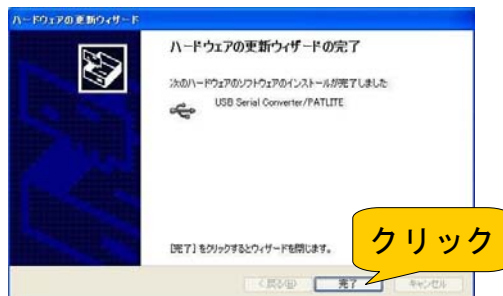 ハードウェアの更新ウィザード
ハードウェアの更新ウィザードの完了
次のハードウェアのソフトウェアのインストールが完了しました
USB Serial Converter/PATLITE
[完了] をクリックするとウィザードを閉じます。
クリック
< 戻る(B)
完了
キャンセル